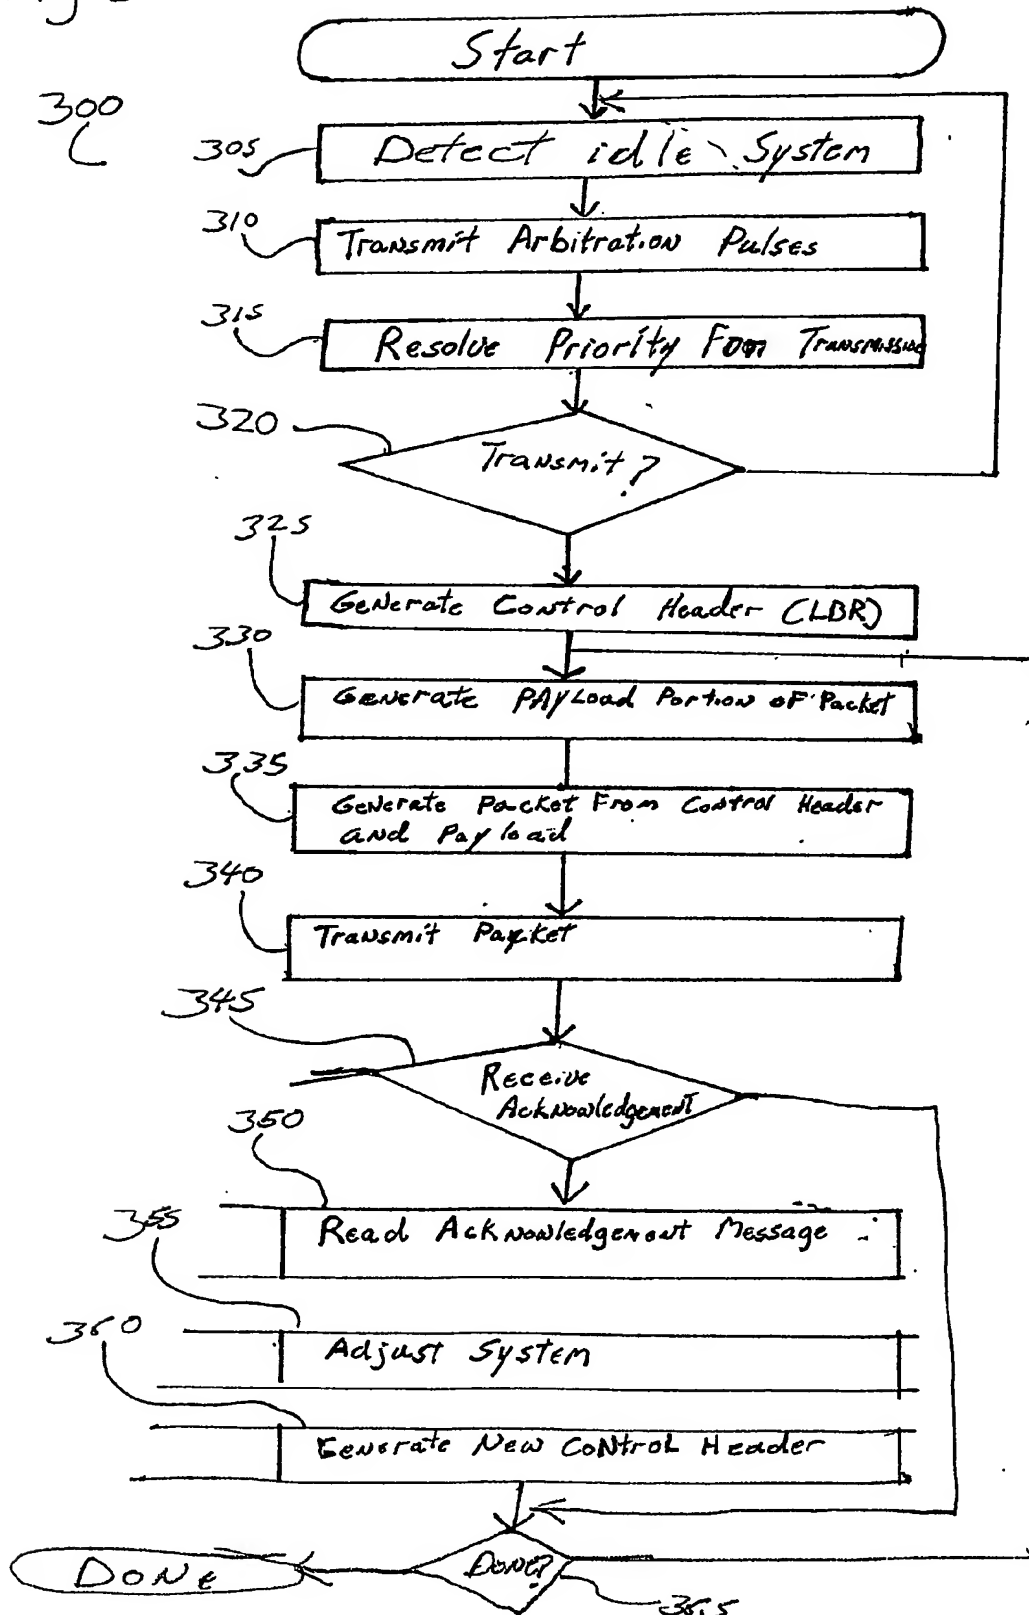 Start
300
305
Detect idle System
310
Transmit Arbitration Pulses
315
Resolve Priority From Transmission
320
Transmit?
325
Generate Control Header (LBR)
330
Generate PAYLoad Portion of Packet
335
Generate Packet From Control Header
and Payload
340
Transmit Packet
345
Receive
Acknowledgement
350
Read Acknowledgement Message
355
Adjust System
360
Generate New Control Header
Done?
DONE
365